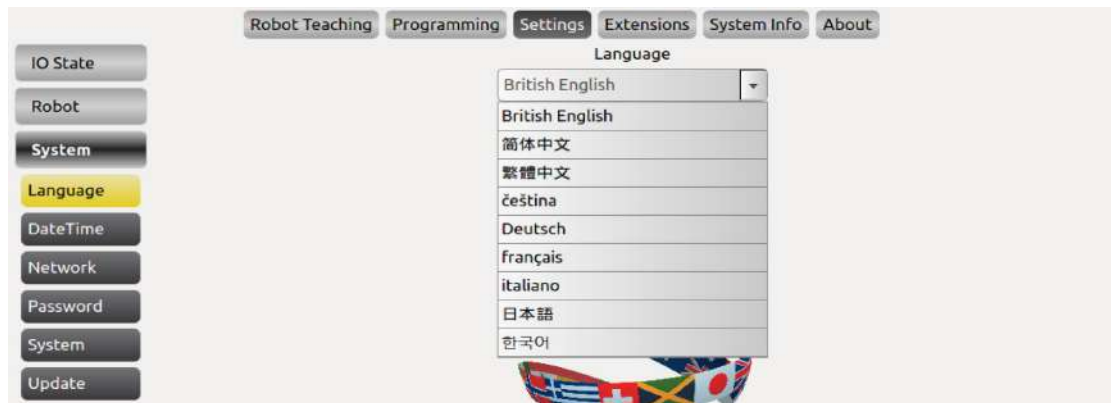 Robot Teaching Programming Settings Extensions System Info About
IO State
Robot
System
Language
DateTime
Network
Password
System
Update
Language
British English
British English
简体中文
繁體中文
čeština
Deutsch
français
italiano
日本語
한국어